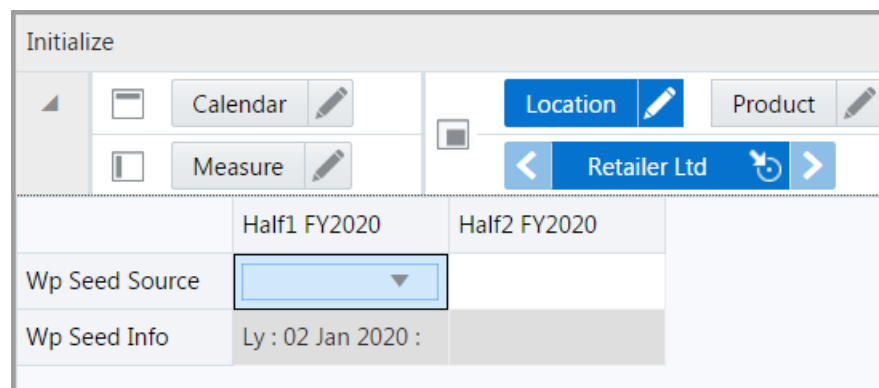 Initialize
Calendar
Location Product
Measure
Retailer Ltd
Half1 FY2020 Half2 FY2020
Wp Seed Source
Wp Seed Info Ly : 02 Jan 2020 :